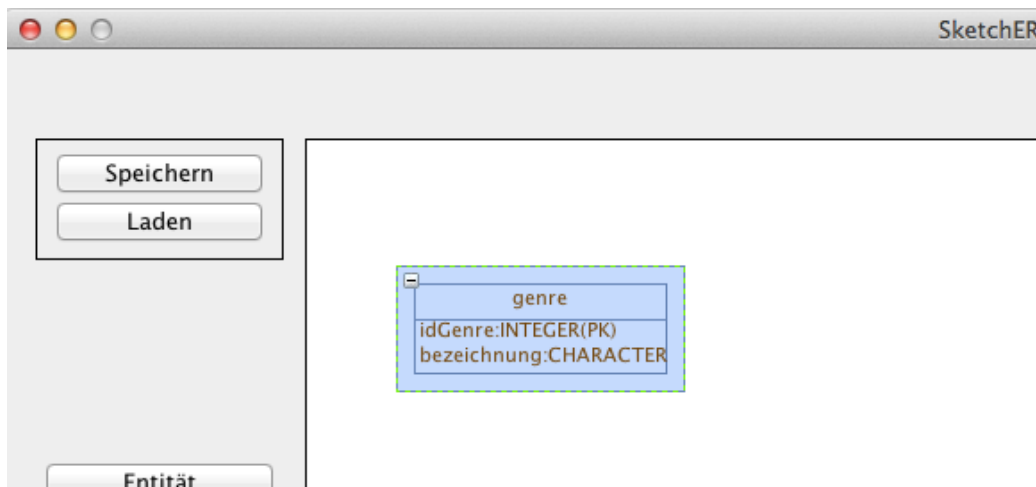 SketchER
Speichern
Laden
genre
idGenre:INTEGER(PK)
bezeichnung:CHARACTER
Entität